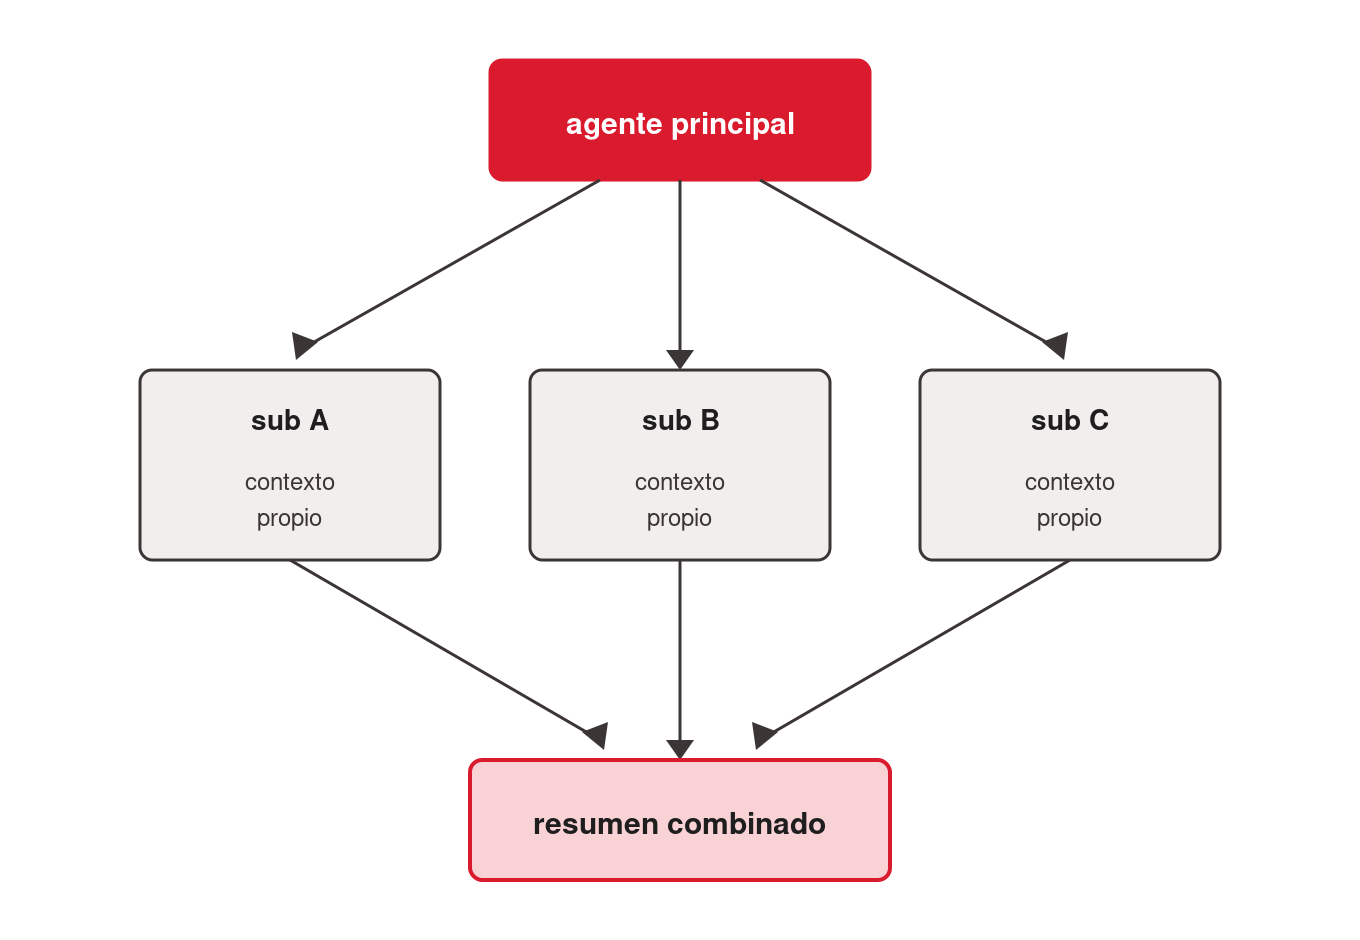 agente principal
sub A
contexto
propio
sub B
contexto
propio
sub C
contexto
propio
resumen combinado